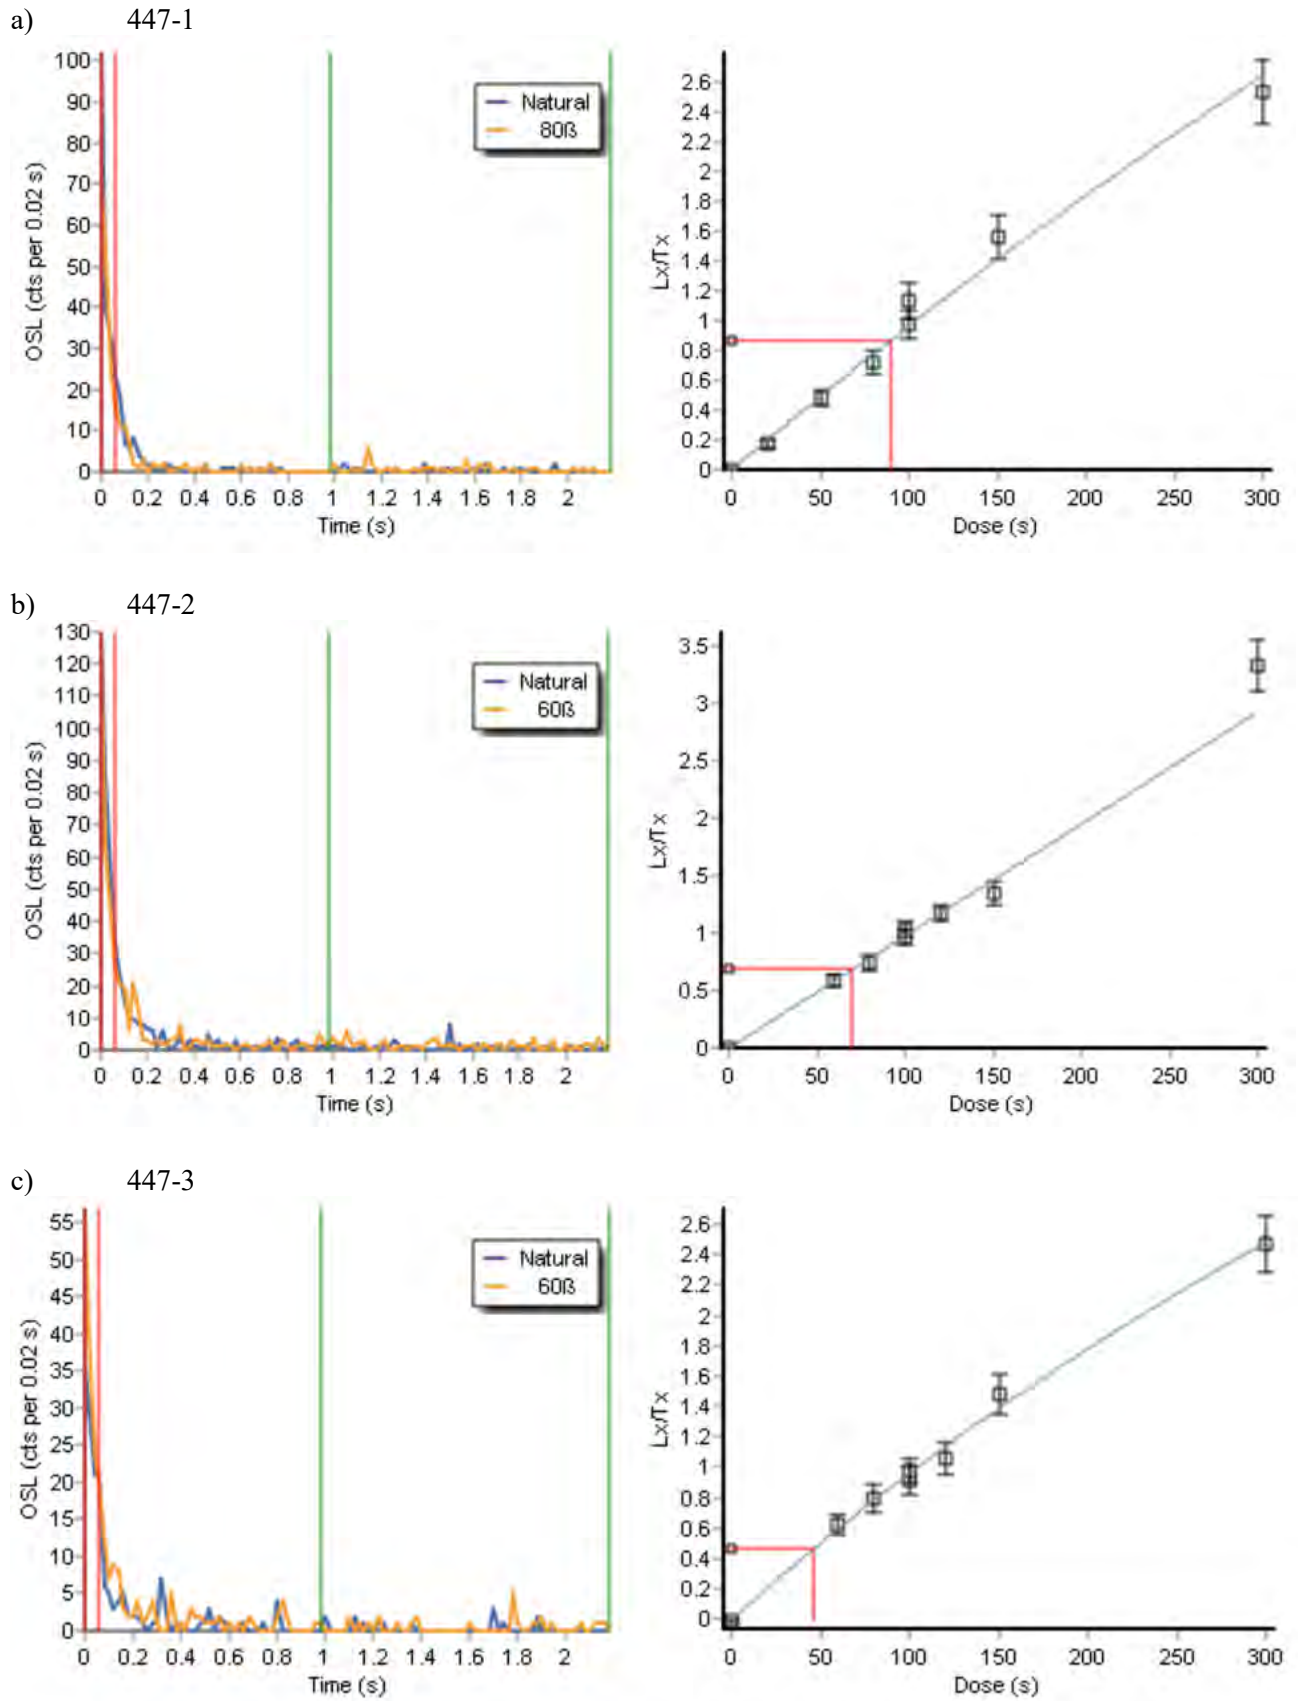 a) 447-1
OSL (cts per 0.02 s)
100
90
80
70
60
50
40
30
20
10
0
Natural
80ß
0 0.2 0.4 0.6 0.8 1 1.2 1.4 1.6 1.8 2
Time (s)
Lx/Tx
2.6
2.4
2.2
2
1.8
1.6
1.4
1.2
1
0.8
0.6
0.4
0.2
0
0 50 100 150 200 250 300
Dose (s)
b) 447-2
OSL (cts per 0.02 s)
130
120
110
100
90
80
70
60
50
40
30
20
10
0
Natural
60ß
0 0.2 0.4 0.6 0.8 1 1.2 1.4 1.6 1.8 2
Time (s)
Lx/Tx
3.5
3
2.5
2
1.5
1
0.5
0
0 50 100 150 200 250 300
Dose (s)
c) 447-3
OSL (cts per 0.02 s)
55
50
45
40
35
30
25
20
15
10
5
0
Natural
60ß
0 0.2 0.4 0.6 0.8 1 1.2 1.4 1.6 1.8 2
Time (s)
Lx/Tx
2.6
2.4
2.2
2
1.8
1.6
1.4
1.2
1
0.8
0.6
0.4
0.2
0
0 50 100 150 200 250 300
Dose (s)